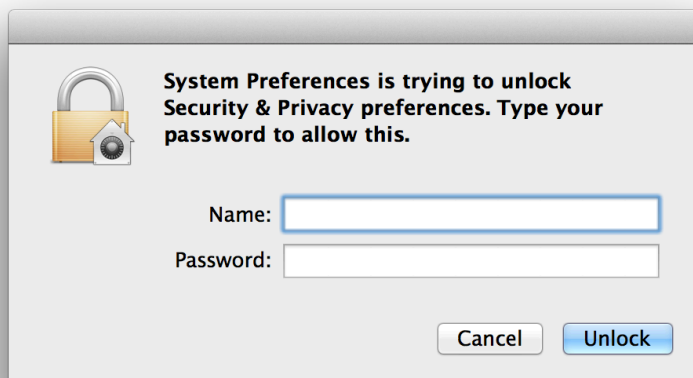 System Preferences is trying to unlock
Security & Privacy preferences. Type your
password to allow this.
Name:
Password:
Cancel Unlock